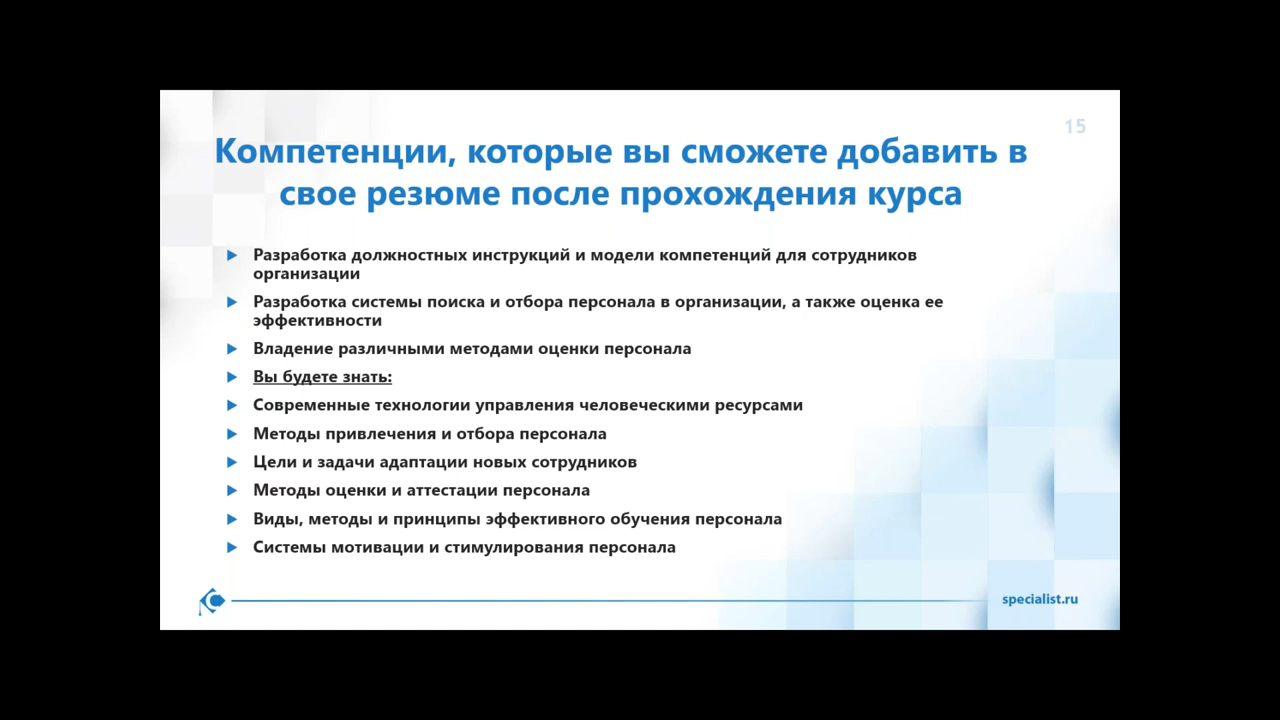 15
Компетенции, которые вы сможете добавить в
свое резюме после прохождения курса
Разработка должностных инструкций и модели компетенций для сотрудников
организации
Разработка системы поиска и отбора персонала в организации, а также оценка ее
эффективности
Владение различными методами оценки персонала
Вы будете знать:
Современные технологии управления человеческими ресурсами
Методы привлечения и отбора персонала
Цели и задачи адаптации новых сотрудников
Методы оценки и аттестации персонала
Виды, методы и принципы эффективного обучения персонала
Системы мотивации и стимулирования персонала
specialist.ru